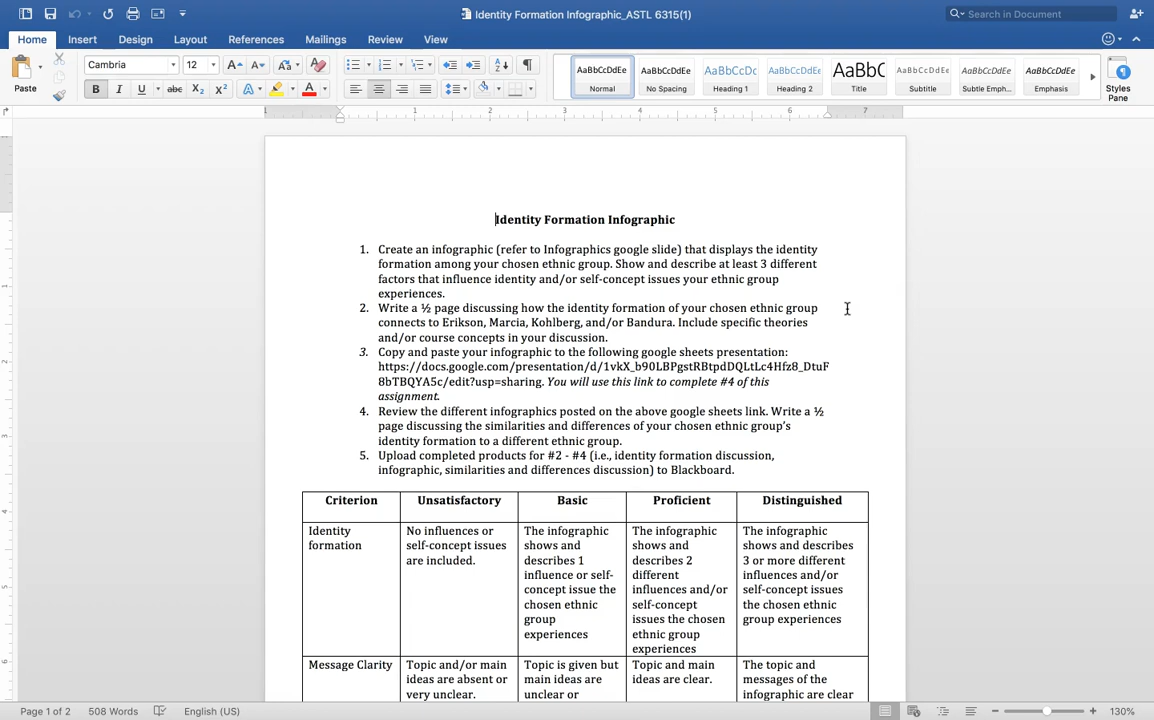 Identity Formation Infographic_ASTL 6315(1)
Search in Document
Home Insert Design Layout References Mailings Review View
Cambria 12
Paste
AaBbCcDdEe AaBbCcDdEe AaBbCcDc AaBbCcDdEe AaBbC AaBbCcDdEe AaBbCcDdEe AaBbCcDdEe
Normal No Spacing Heading 1 Heading 2 Title Subtitle Subtle Emph... Emphasis
Styles
Pane
1 1 2 3 4 5 6 7
Identity Formation Infographic
1. Create an infographic (refer to Infographics google slide) that displays the identity
formation among your chosen ethnic group. Show and describe at least 3 different
factors that influence identity and/or self-concept issues your ethnic group
experiences.
2. Write a ½ page discussing how the identity formation of your chosen ethnic group
connects to Erikson, Marcia, Kohlberg, and/or Bandura. Include specific theories
and/or course concepts in your discussion.
3. Copy and paste your infographic to the following google sheets presentation:
https://docs.google.com/presentation/d/1vkX_b90LBPgstRBtpdDQLtLc4Hfz8_DtuF
8bTBQYA5c/edit?usp=sharing. You will use this link to complete #4 of this
assignment.
4. Review the different infographics posted on the above google sheets link. Write a ½
page discussing the similarities and differences of your chosen ethnic group's
identity formation to a different ethnic group.
5. Upload completed products for #2 - #4 (i.e., identity formation discussion,
infographic, similarities and differences discussion) to Blackboard.
Criterion Unsatisfactory Basic Proficient Distinguished
Identity
formation
No influences or
self-concept issues
are included.
The infographic
shows and
describes 1
influence or self-
concept issue the
chosen ethnic
group
experiences
The infographic
shows and
describes 2
different
influences and/or
self-concept
issues the chosen
ethnic group
experiences
The infographic
shows and describes
3 or more different
influences and/or
self-concept issues
the chosen ethnic
group experiences
Message Clarity
Topic and/or main
ideas are absent or
very unclear.
Topic is given but
main ideas are
unclear or
Topic and main
ideas are clear.
The topic and
messages of the
infographic are clear
Page 1 of 2 508 Words English (US) 130%